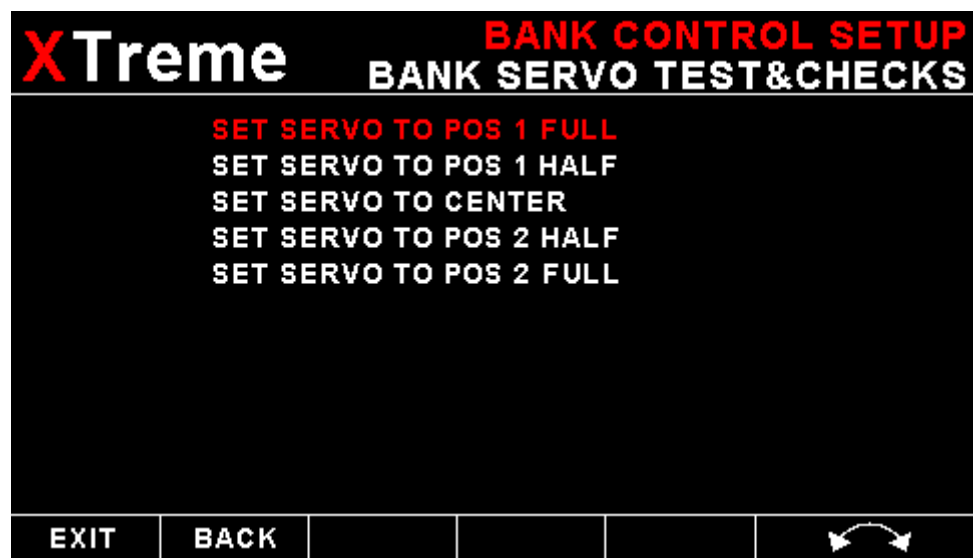 XTreme
BANK CONTROL SETUP
BANK SERVO TEST&CHECKS
SET SERVO TO POS 1 FULL
SET SERVO TO POS 1 HALF
SET SERVO TO CENTER
SET SERVO TO POS 2 HALF
SET SERVO TO POS 2 FULL
EXIT BACK